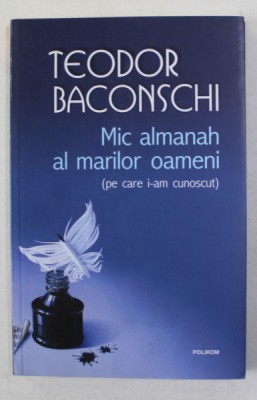 TEODOR
BACONSCHI
Mic almanah
al marilor oameni
(pe care i-am cunoscut)
POLIROM